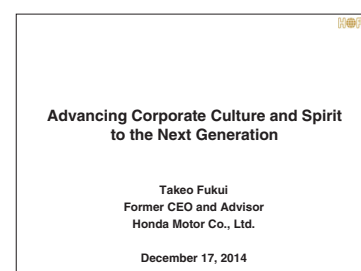 Advancing Corporate Culture and Spirit
to the Next Generation
Takeo Fukui
Former CEO and Advisor
Honda Motor Co., Ltd.
December 17, 2014